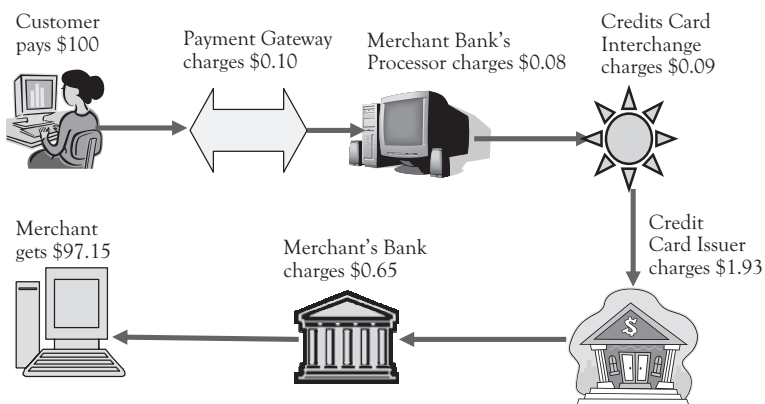 Customer
pays $100
Payment Gateway
charges $0.10
Merchant Bank's
Processor charges $0.08
Credits Card
Interchange
charges $0.09
Credit
Card Issuer
charges $1.93
$
Merchant's Bank
charges $0.65
Merchant
gets $97.15